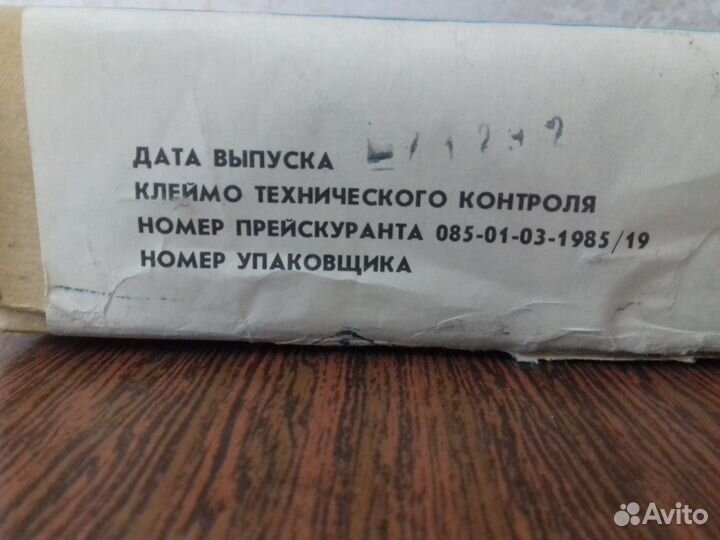 ДАТА ВЫПУСКА
КЛЕЙМО ТЕХНИЧЕСКОГО КОНТРОЛЯ
НОМЕР ПРЕЙСКУРАНТА 085-01-03-1985/19
НОМЕР УПАКОВЩИКА
Avito